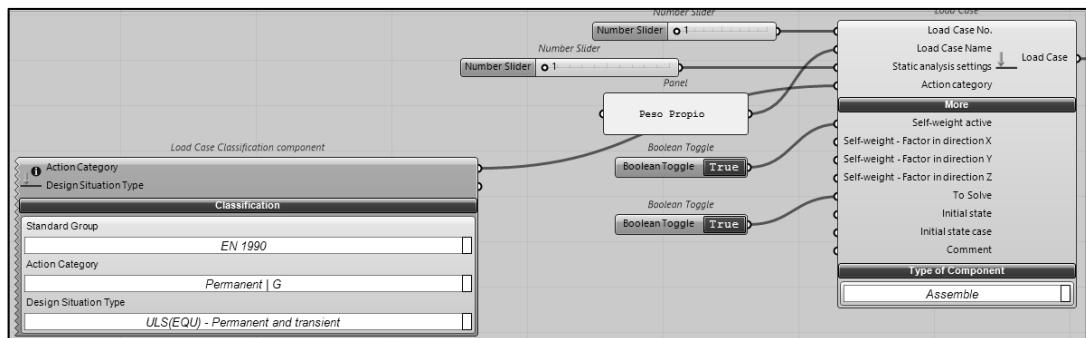 Number Slider
Load Case
Number Slider 1
Load Case No.
Number Slider
Load Case Name
Number Slider 1
Static analysis settings
Load Case
Panel
Action category
Peso Propio
More
Load Case Classification component
Boolean Toggle
Self-weight active
Action Category
Boolean Toggle True
Self-weight - Factor in direction X
Design Situation Type
Self-weight - Factor in direction Y
Self-weight - Factor in direction Z
Classification
Boolean Toggle
To Solve
Standard Group
Boolean Toggle True
Initial state
EN 1990
Initial state case
Action Category
Comment
Permanent | G
Type of Component
Design Situation Type
Assemble
ULS(EQU) - Permanent and transient